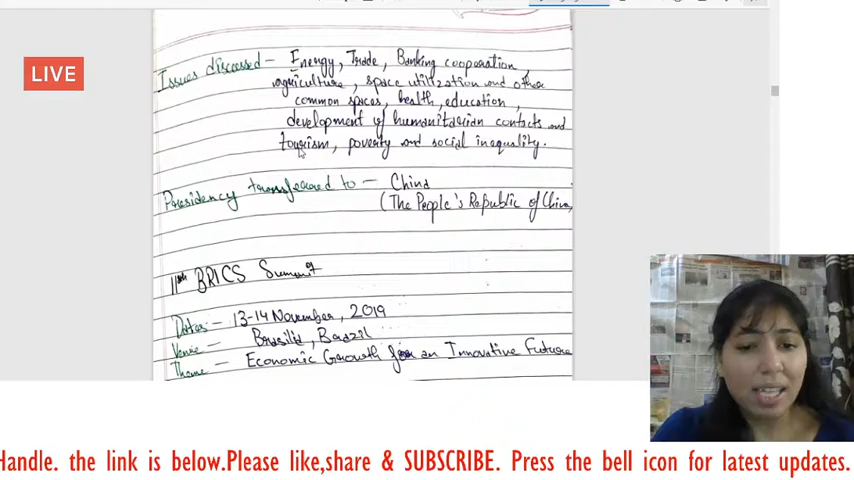 LIVE
Issues discussed - Energy, Trade, Banking cooperation,
agriculture, space utilization and other
common spaces, health, education,
development of humanitarian contacts and
tourism, poverty and social inequality.
Presidency transferred to - China
(The People's Republic of China,
11th BRICS Summit
Dates: - 13-14 November, 2019
Venue - Brasilia, Brazil
Theme - Economic Growth for an Innovative Future
Handle. the link is below.Please like,share & SUBSCRIBE. Press the bell icon for latest updates.